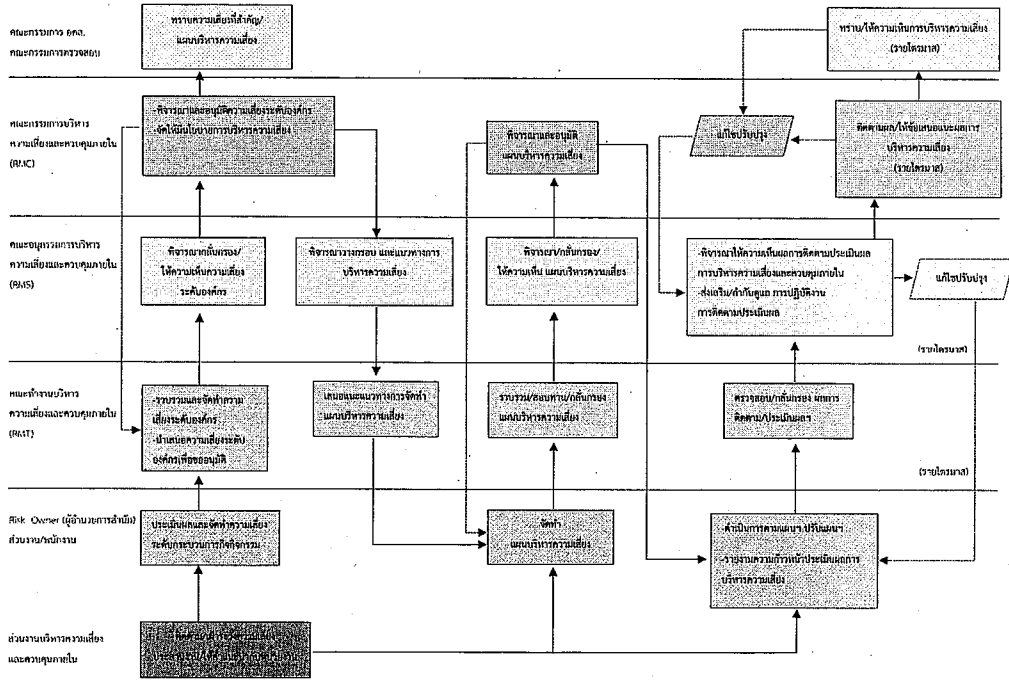 คณะกรรมการ อคส.
คณะกรรมการตรวจสอบ
ทราบความเสี่ยงที่สำคัญ/
แผนบริหารความเสี่ยง
ทราบ/ให้ความเห็นการบริหารความเสี่ยง
(รายไตรมาส)
คณะกรรมการบริหาร
ความเสี่ยงและควบคุมภายใน
(RMC)
-พิจารณาและอนุมัติความเสี่ยงระดับองค์กร
-จัดให้มีนโยบายการบริหารความเสี่ยง
พิจารณาและอนุมัติ
แผนบริหารความเสี่ยง
แก้ไขปรับปรุง
ติดตามผล/ให้ข้อเสนอแนะผลการ
บริหารความเสี่ยง
(รายไตรมาส)
คณะอนุกรรมการบริหาร
ความเสี่ยงและควบคุมภายใน
(RMS)
พิจารณากลั่นกรอง/
ให้ความเห็นความเสี่ยง
ระดับองค์กร
พิจารณาวางกรอบ และแนวทางการ
บริหารความเสี่ยง
พิจารณา/กลั่นกรอง/
ให้ความเห็น แผนบริหารความเสี่ยง
-พิจารณาให้ความเห็นผลการติดตามประเมินผล
การบริหารความเสี่ยงและควบคุมภายใน
-ส่งเสริม/กำกับดูแล การปฏิบัติงาน
การติดตามประเมินผล
แก้ไขปรับปรุง
(รายไตรมาส)
คณะทำงานบริหาร
ความเสี่ยงและควบคุมภายใน
(RMT)
-รวบรวมและจัดทำความ
เสี่ยงระดับองค์กร
-นำเสนอความเสี่ยงระดับ
องค์กรเพื่อขออนุมัติ
เสนอแนะแนวทางการจัดทำ
แผนบริหารความเสี่ยง
รวบรวม/สอบทาน/กลั่นกรอง
แผนบริหารความเสี่ยง
ตรวจสอบ/กลั่นกรอง ผลการ
ติดตาม/ประเมินผลฯ
(รายไตรมาส)
Risk Owner (ผู้อำนวยการสำนัก)
ส่วนงาน/พนักงาน
ประเมินผลและจัดทำความเสี่ยง
ระดับกระบวนการ/กิจกรรม
จัดทำ
แผนบริหารความเสี่ยง
-ดำเนินการตามแผนฯ ปรับแผนฯ
-รายงานความก้าวหน้าประเมินผลการ
บริหารความเสี่ยง
ส่วนงานบริหารความเสี่ยง
และควบคุมภายใน